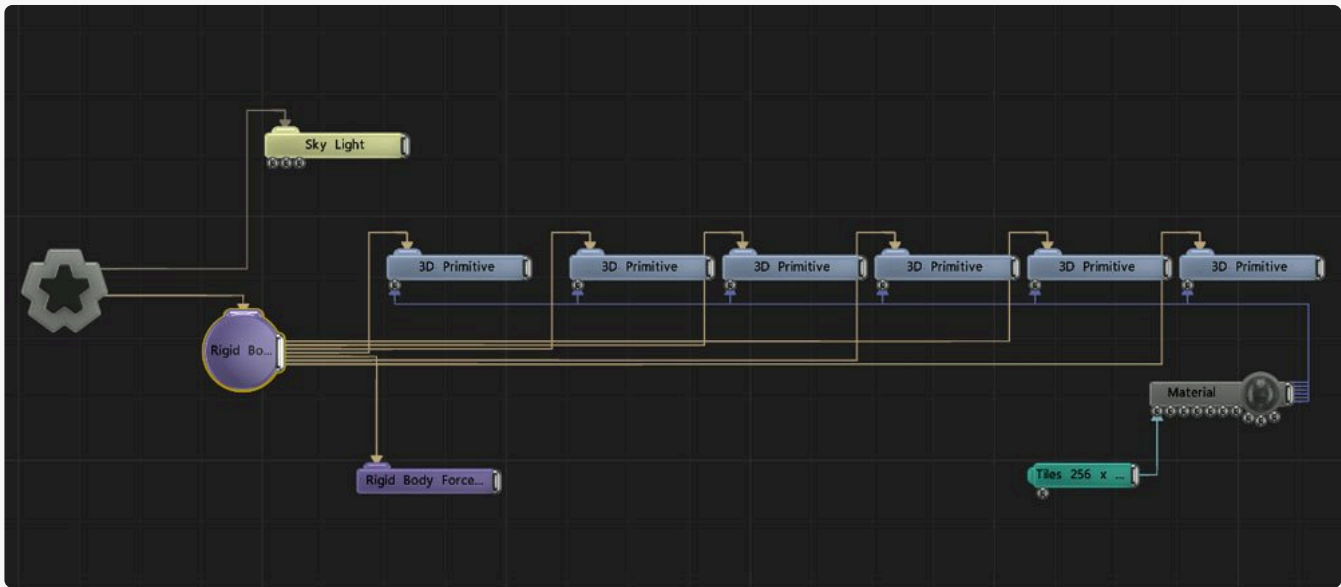 Sky Light
3D Primitive
3D Primitive
3D Primitive
3D Primitive
3D Primitive
3D Primitive
Rigid Bo...
Material
Rigid Body Force...
Tiles 256 x ...